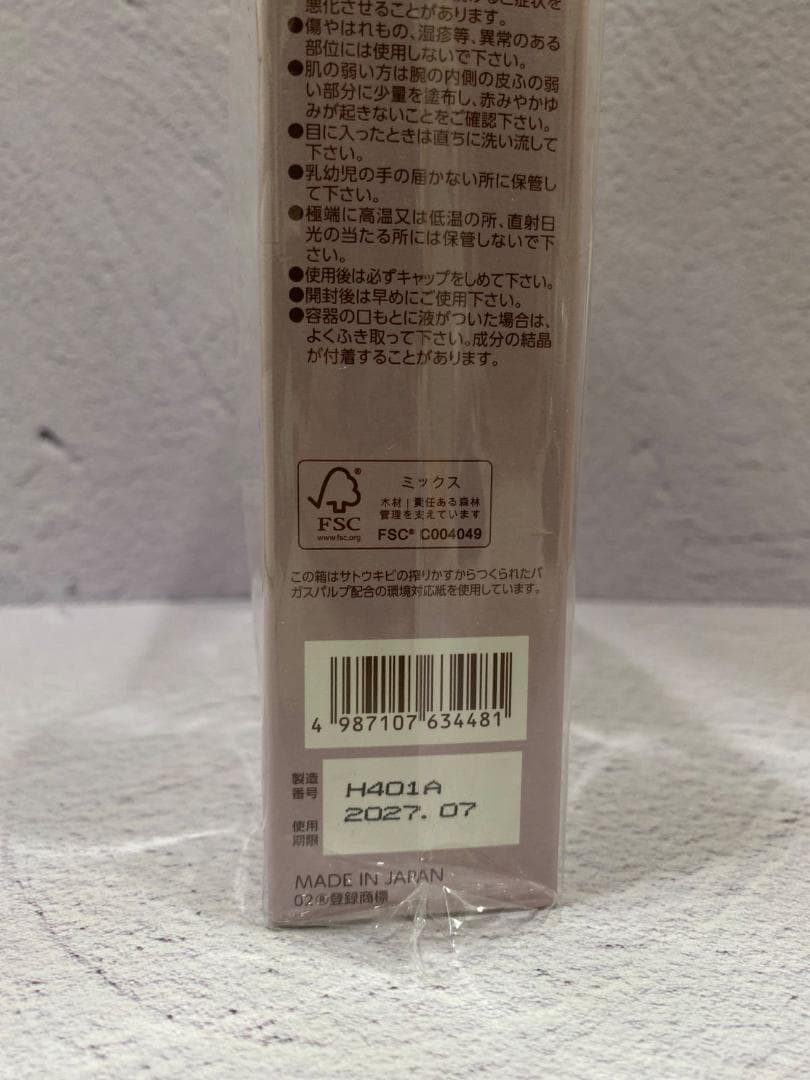 悪化させることがあります。
●傷やはれもの、湿疹等、異常のある
部位には使用しないで下さい。
●肌の弱い方は腕の内側の皮ふの弱
い部分に少量を塗布し、赤みやかゆ
みが起きないことをご確認下さい。
●目に入ったときは直ちに洗い流して
下さい。
●乳幼児の手の届かない所に保管し
て下さい。
●極端に高温又は低温の所、直射日
光の当たる所には保管しないで下
さい。
●使用後は必ずキャップをしめて下さい。
●開封後は早めにご使用下さい。
●容器の口もとに液がついた場合は、
よくふき取って下さい。成分の結晶
が付着することがあります。
ミックス
木材|責任ある森林
管理を支えています
FSC® C004049
®
FSC
www.fsc.org
この箱はサトウキビの搾りかすからつくられたバ
ガスパルプ配合の環境対応紙を使用しています。
4 987107 634481
製造
番号
H401A
使用
期限
2027.07
MADE IN JAPAN
02®登録商標